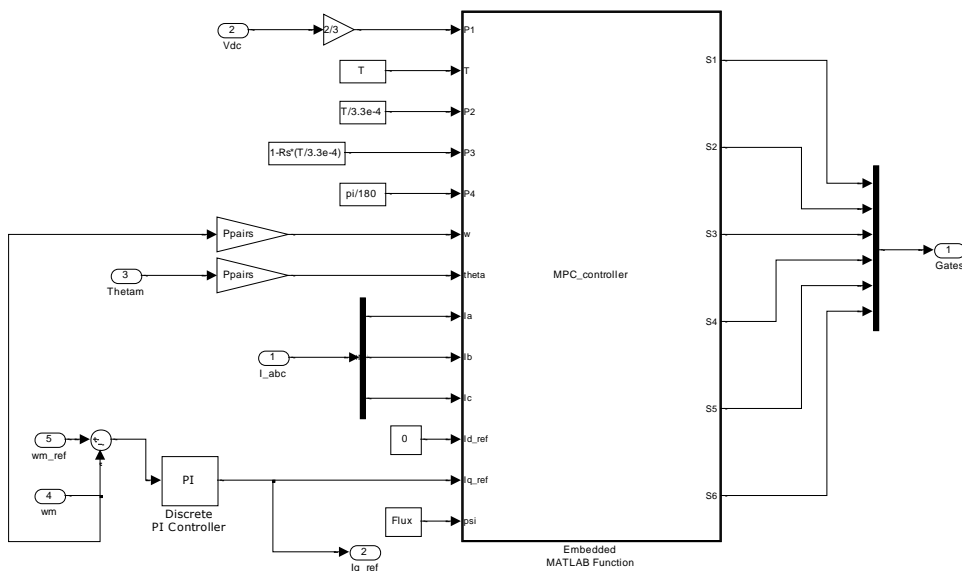 2
Vdc
2/3
P1
T
T
T/3.3e-4
P2
1-Rs*(T/3.3e-4)
P3
pi/180
P4
Ppairs
w
3
Thetam
Ppairs
theta
1
I_abc
Ia
Ib
Ic
0
Id_ref
5
wm_ref
4
wm
PI
Discrete
PI Controller
Iq_ref
Flux
psi
2
Iq_ref
MPC_controller
Embedded
MATLAB Function
S1
S2
S3
S4
S5
S6
1
Gates